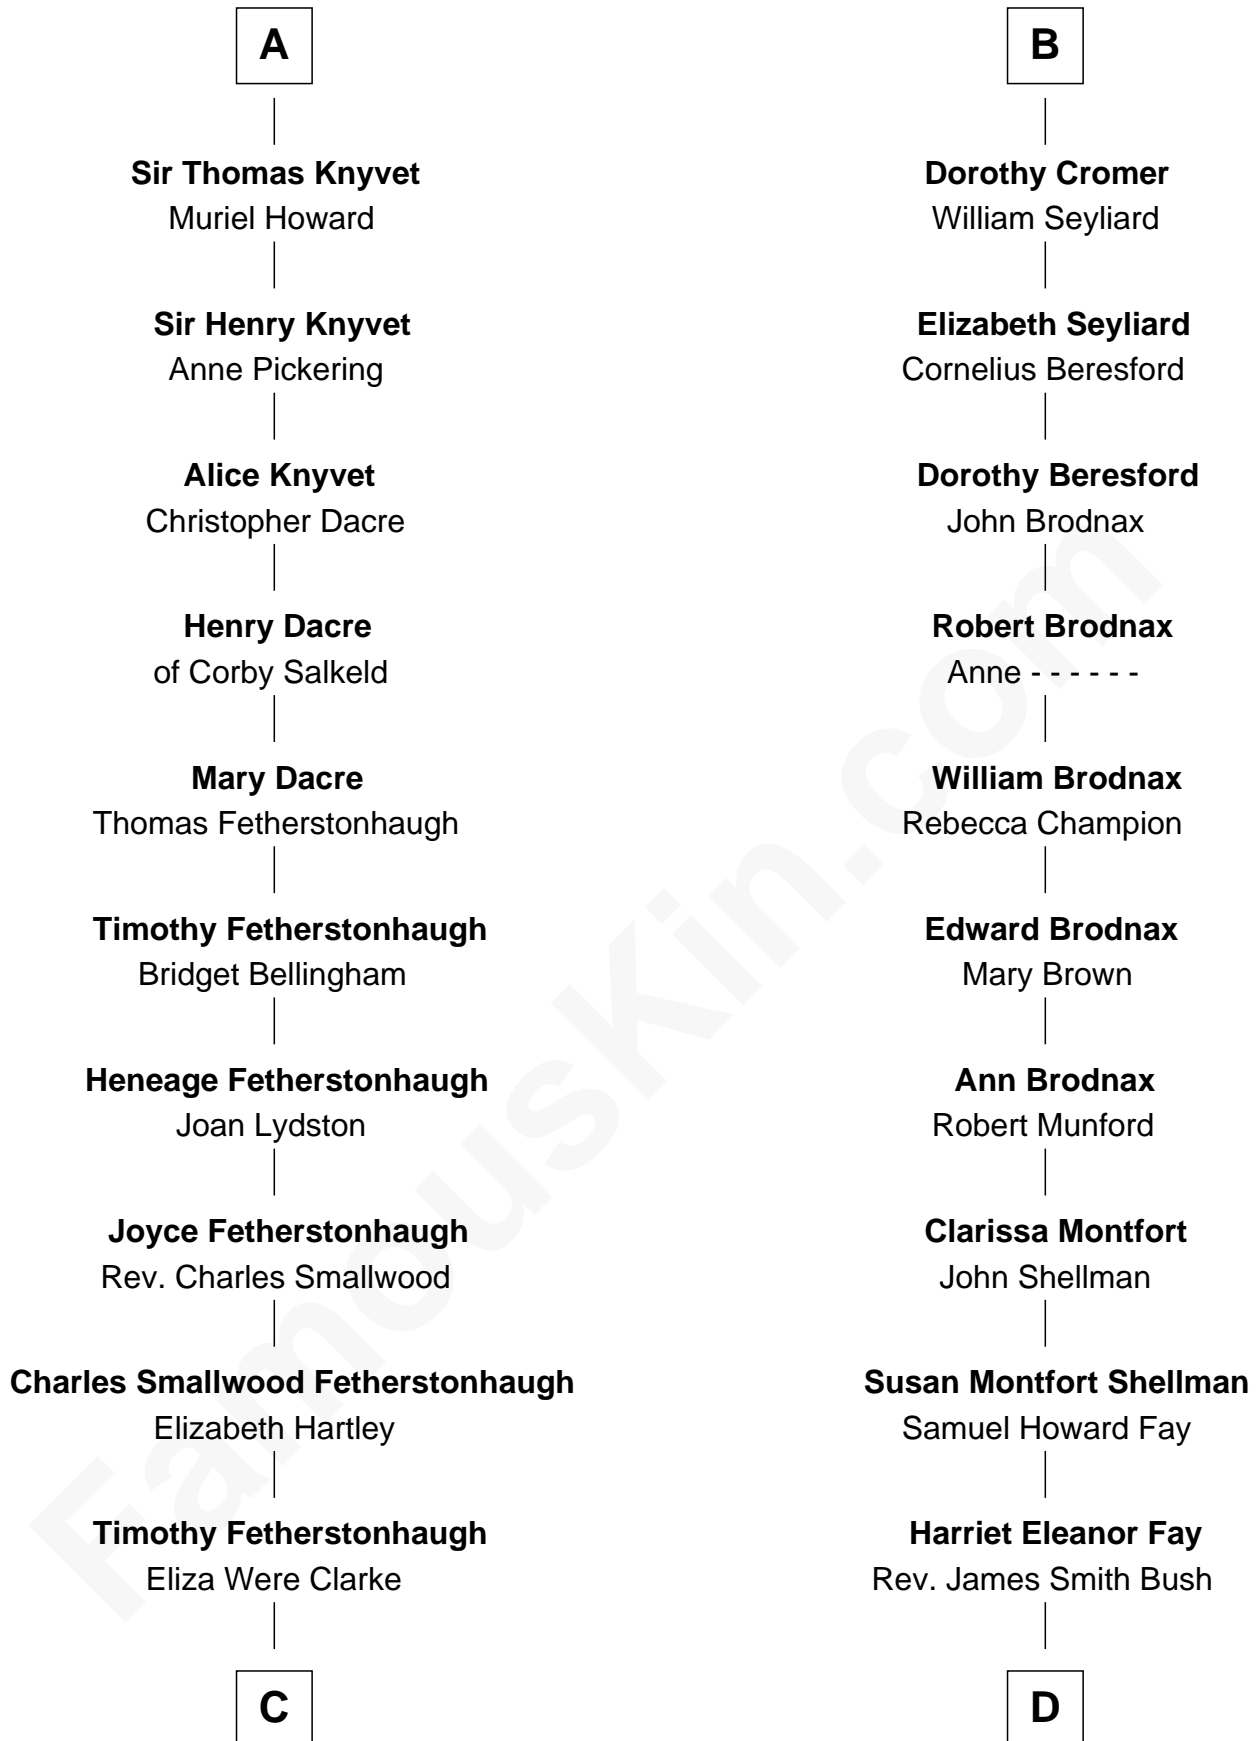 A
Sir Thomas Knyvet
Muriel Howard
Sir Henry Knyvet
Anne Pickering
Alice Knyvet
Christopher Dacre
Henry Dacre
of Corby Salkeld
Mary Dacre
Thomas Fetherstonhaugh
Timothy Fetherstonhaugh
Bridget Bellingham
Heneage Fetherstonhaugh
Joan Lydston
Joyce Fetherstonhaugh
Rev. Charles Smallwood
Charles Smallwood Fetherstonhaugh
Elizabeth Hartley
Timothy Fetherstonhaugh
Eliza Were Clarke
C
B
Dorothy Cromer
William Seyliard
Elizabeth Seyliard
Cornelius Beresford
Dorothy Beresford
John Brodnax
Robert Brodnax
Anne - - - - - -
William Brodnax
Rebecca Champion
Edward Brodnax
Mary Brown
Ann Brodnax
Robert Munford
Clarissa Montfort
John Shellman
Susan Montfort Shellman
Samuel Howard Fay
Harriet Eleanor Fay
Rev. James Smith Bush
D
FamousKin.com